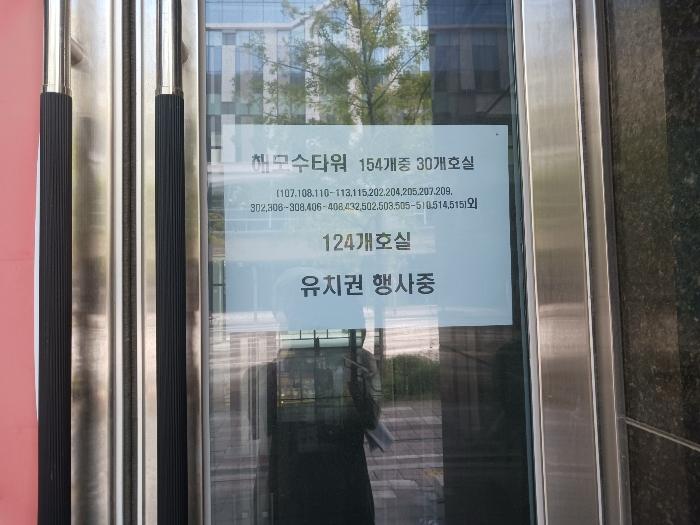 해모수타워 154개중 30개호실
(107.108.110~113,115,202.204,205,207.209,
302,306~308.406~408,432,502.503.505~510,514,515)외
124개호실
유치권 행사중